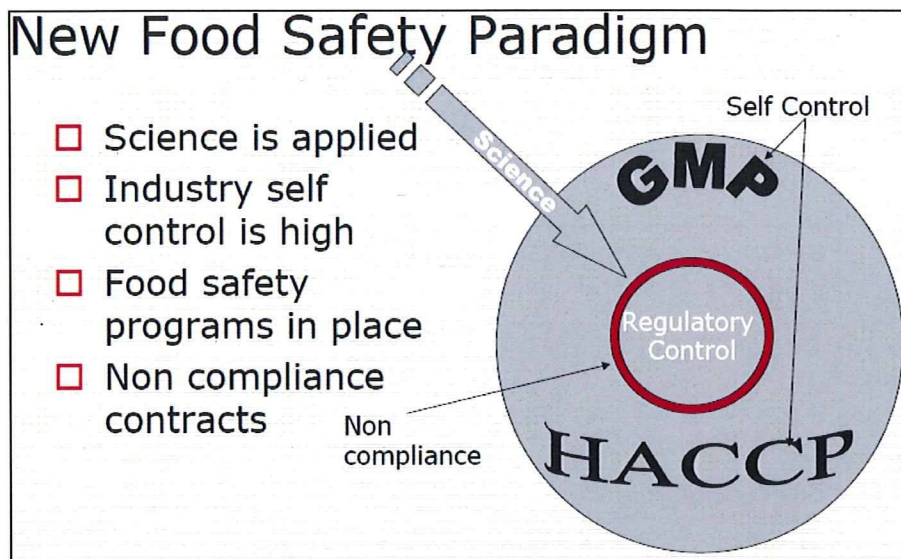 New Food Safety Paradigm
Science is applied
Industry self
control is high
Food safety
programs in place
Non compliance
contracts
Science
Self Control
GMP
Regulatory
Control
Non
compliance
HACCP